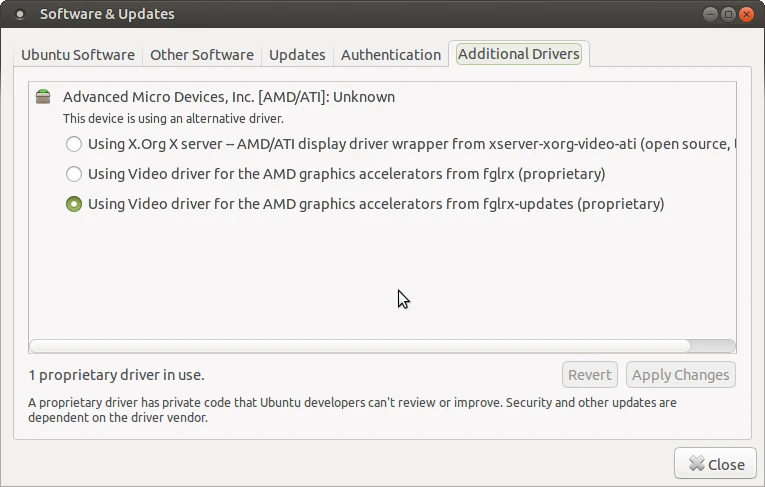 Software & Updates
Ubuntu Software
Other Software
Updates
Authentication
Additional Drivers
Advanced Micro Devices, Inc. [AMD/ATI]: Unknown
This device is using an alternative driver.
Using X.Org X server -- AMD/ATI display driver wrapper from xserver-xorg-video-ati (open source,
Using Video driver for the AMD graphics accelerators from fglrx (proprietary)
Using Video driver for the AMD graphics accelerators from fglrx-updates (proprietary)
1 proprietary driver in use.
Revert
Apply Changes
A proprietary driver has private code that Ubuntu developers can't review or improve. Security and other updates are
dependent on the driver vendor.
Close